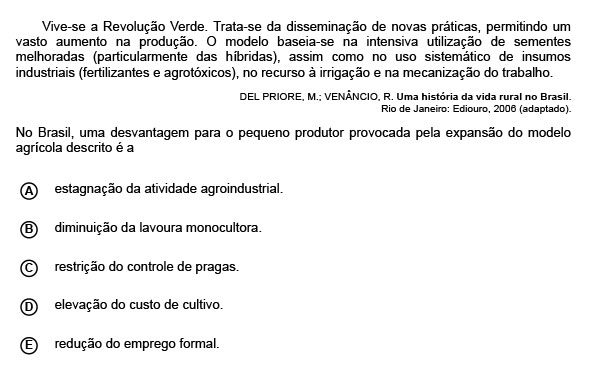 Vive-se a Revolução Verde. Trata-se da disseminação de novas práticas, permitindo um
vasto aumento na produção. O modelo baseia-se na intensiva utilização de sementes
melhoradas (particularmente das híbridas), assim como no uso sistemático de insumos
industriais (fertilizantes e agrotóxicos), no recurso à irrigação e na mecanização do trabalho.
DEL PRIORE, M.; VENÂNCIO, R. Uma história da vida rural no Brasil.
Rio de Janeiro: Ediouro, 2006 (adaptado).
No Brasil, uma desvantagem para o pequeno produtor provocada pela expansão do modelo
agrícola descrito é a
A estagnação da atividade agroindustrial.
B diminuição da lavoura monocultora.
C restrição do controle de pragas.
D elevação do custo de cultivo.
E redução do emprego formal.